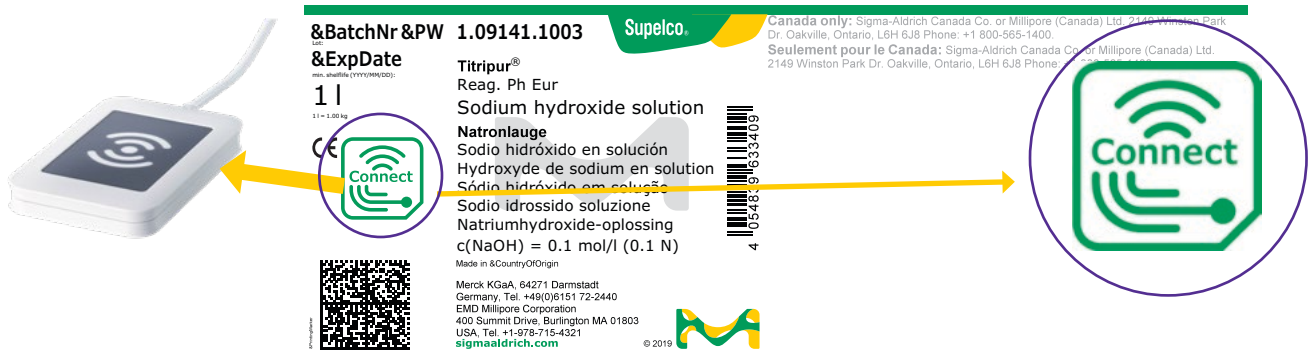 &BatchNr &PW
Lot:
&ExpDate
min. shelflife (YYYY/MM/DD):
1 l
1 l = 1.00 kg
CE
Connect
1.09141.1003
Supelco®
Titripur®
Reag. Ph Eur
Sodium hydroxide solution
Natronlauge
Sodio hidróxido en solución
Hydroxyde de sodium en solution
Sódio hidróxido em solução
Sodio idrossido soluzione
Natriumhydroxide-oplossing
c(NaOH) = 0.1 mol/l (0.1 N)
Made in &CountryOfOrigin
Merck KGaA, 64271 Darmstadt
Germany, Tel. +49(0)6151 72-2440
EMD Millipore Corporation
400 Summit Drive, Burlington MA 01803
USA, Tel. +1-978-715-4321
sigmaaldrich.com
© 2019
4 054839 633409
Canada only: Sigma-Aldrich Canada Co. or Millipore (Canada) Ltd. 2149 Winston Park
Dr. Oakville, Ontario, L6H 6J8 Phone: +1 800-565-1400.
Seulement pour le Canada: Sigma-Aldrich Canada Co. or Millipore (Canada) Ltd.
2149 Winston Park Dr. Oakville, Ontario, L6H 6J8 Phone:
Connect